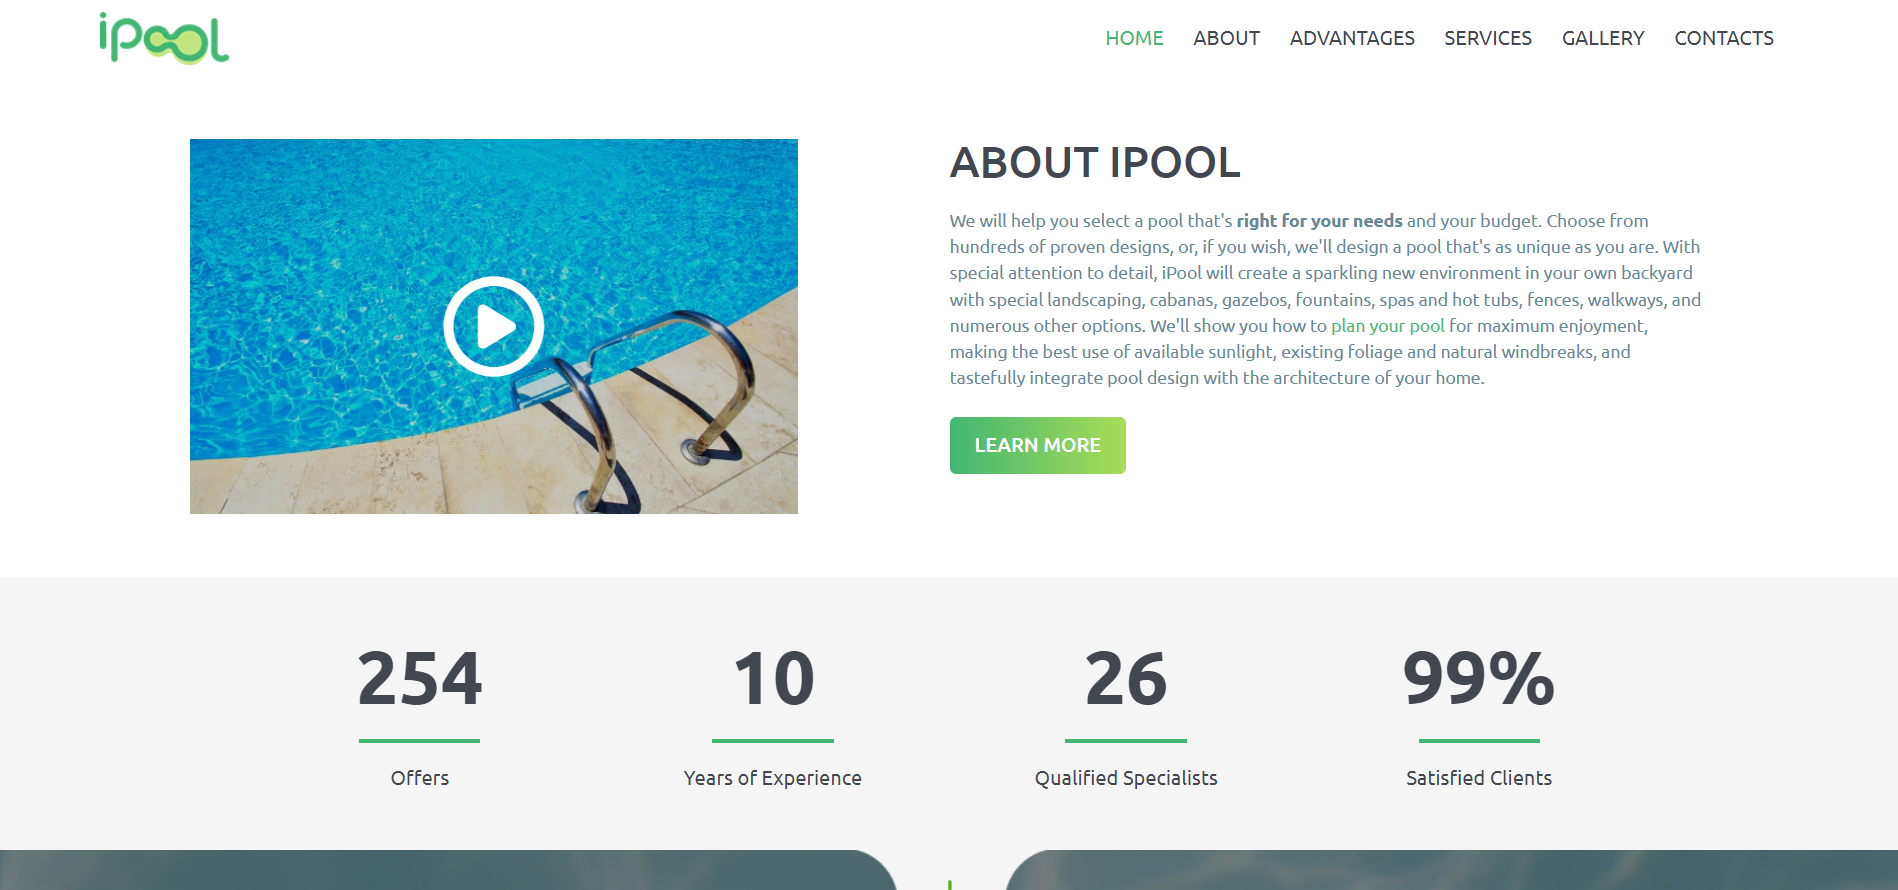 ipool
HOME ABOUT ADVANTAGES SERVICES GALLERY CONTACTS
ABOUT IPOOL
We will help you select a pool that's right for your needs and your budget. Choose from
hundreds of proven designs, or, if you wish, we'll design a pool that's as unique as you are. With
special attention to detail, iPool will create a sparkling new environment in your own backyard
with special landscaping, cabanas, gazebos, fountains, spas and hot tubs, fences, walkways, and
numerous other options. We'll show you how to plan your pool for maximum enjoyment,
making the best use of available sunlight, existing foliage and natural windbreaks, and
tastefully integrate pool design with the architecture of your home.
LEARN MORE
254
Offers
10
Years of Experience
26
Qualified Specialists
99%
Satisfied Clients